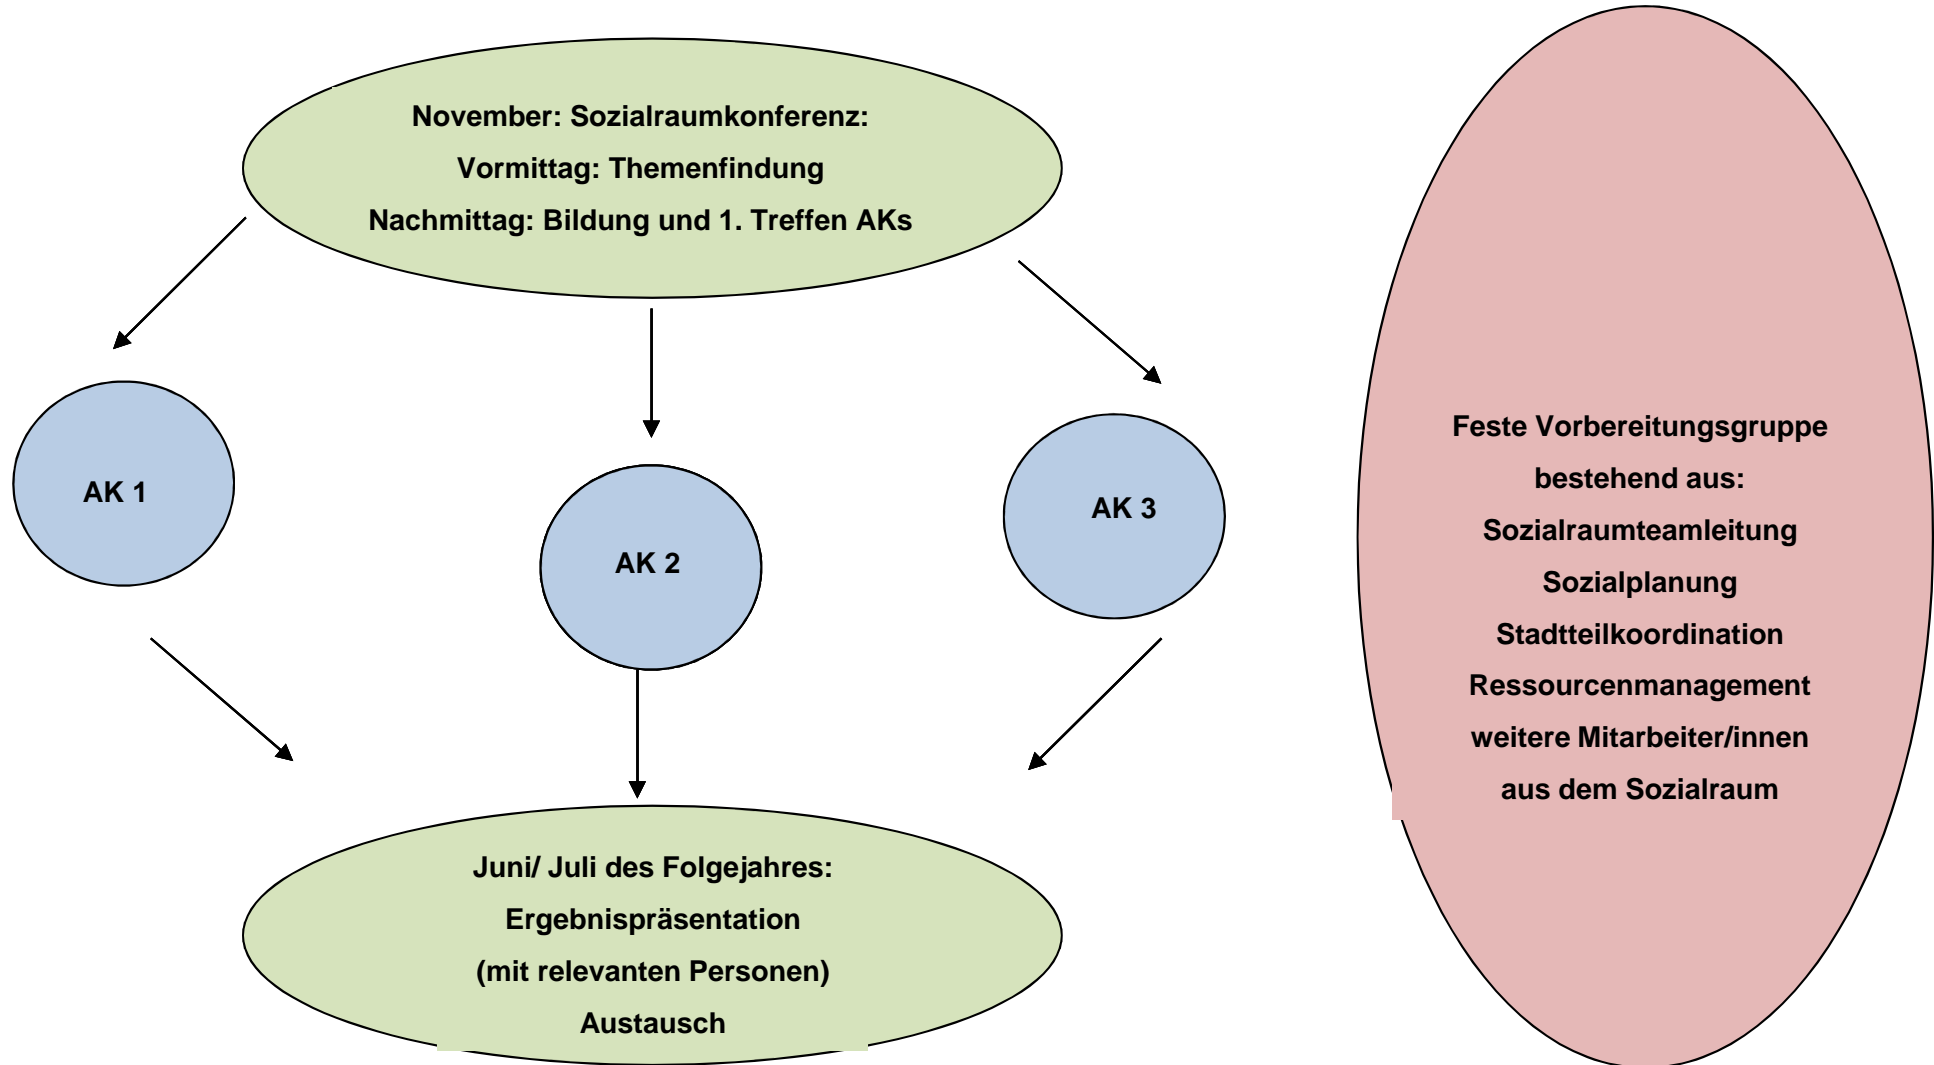 November: Sozialraumkonferenz:
Vormittag: Themenfindung
Nachmittag: Bildung und 1. Treffen AKs
AK 1
AK 2
AK 3
Juni/ Juli des Folgejahres:
Ergebnispräsentation
(mit relevanten Personen)
Austausch
Feste Vorbereitungsgruppe
bestehend aus:
Sozialraumteamleitung
Sozialplanung
Stadtteilkoordination
Ressourcenmanagement
weitere Mitarbeiter/innen
aus dem Sozialraum